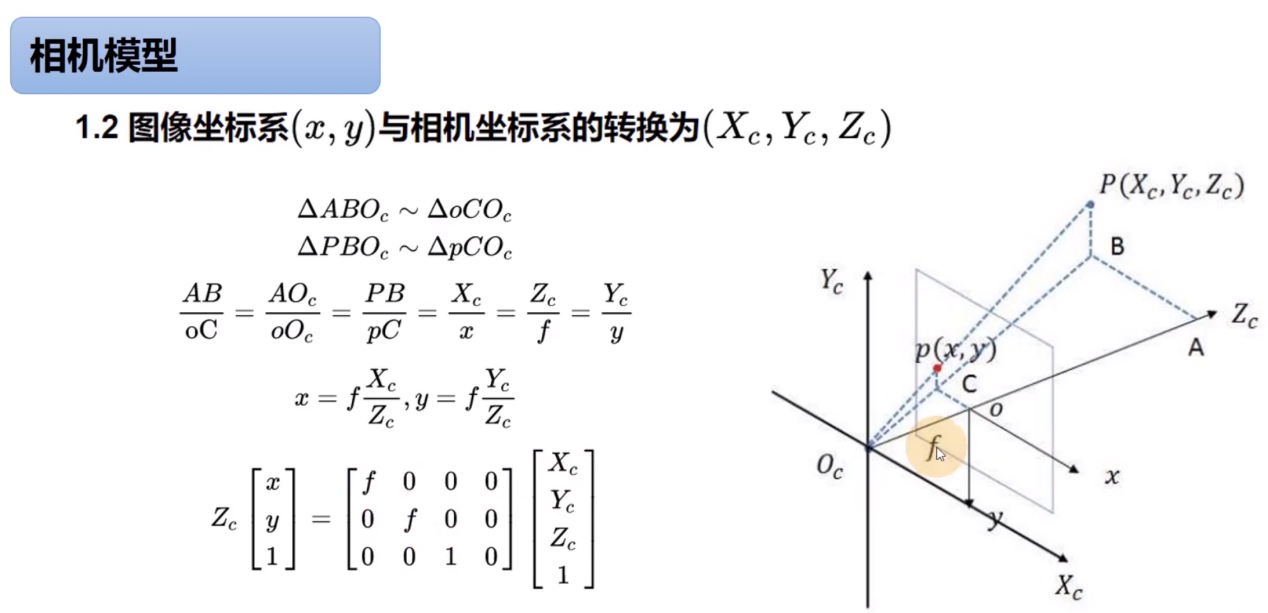 相机模型
1.2 图像坐标系(x, y)与相机坐标系的转换为(X_c, Y_c, Z_c)
ΔABO_c ~ ΔoCO_c
ΔPBO_c ~ ΔpCO_c
AB/oC = AO_c/oO_c = PB/pC = X_c/x = Z_c/f = Y_c/y
x = f X_c/Z_c, y = f Y_c/Z_c
Z_c [x y 1] = [f 0 0 0; 0 f 0 0; 0 0 1 0] [X_c Y_c Z_c 1]
P(X_c, Y_c, Z_c)
B
Y_c
Z_c
A
p(x, y)
C
o
f
O_c
x
y
X_c